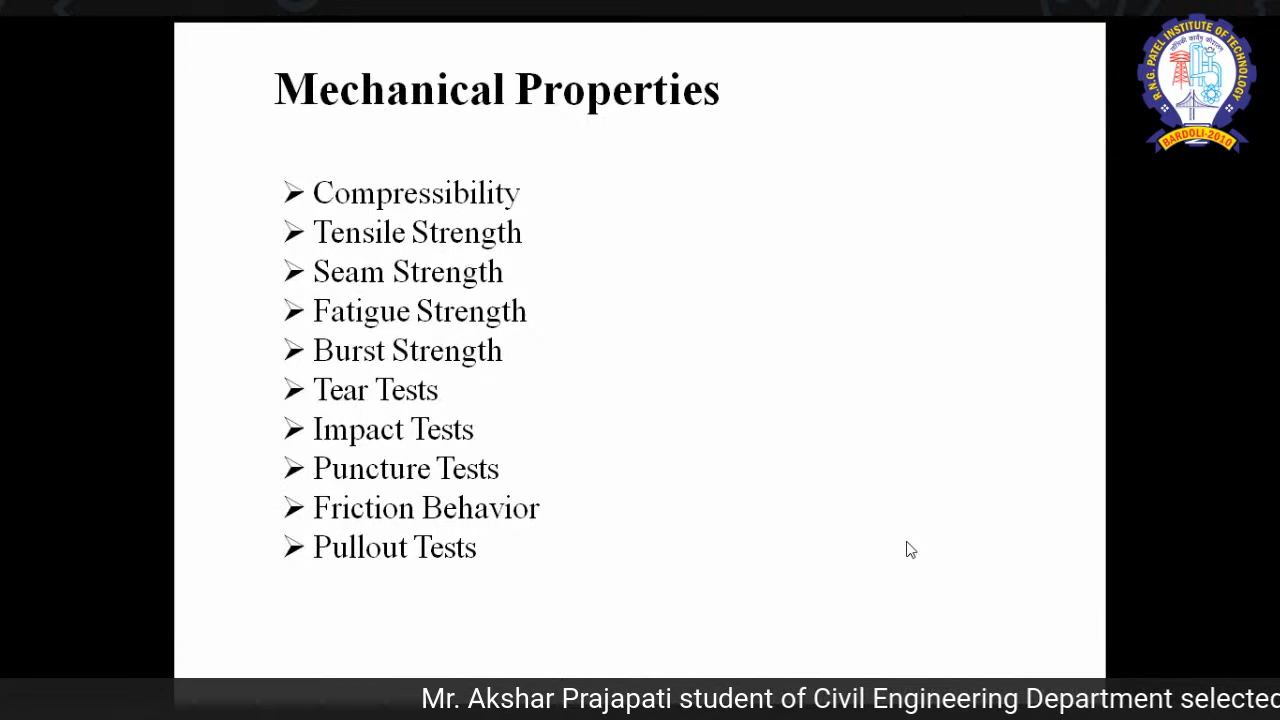 Mechanical Properties
Compressibility
Tensile Strength
Seam Strength
Fatigue Strength
Burst Strength
Tear Tests
Impact Tests
Puncture Tests
Friction Behavior
Pullout Tests
R.N.G. PATEL INSTITUTE OF TECHNOLOGY
BARDOLI-2010
Mr. Akshar Prajapati student of Civil Engineering Department selected